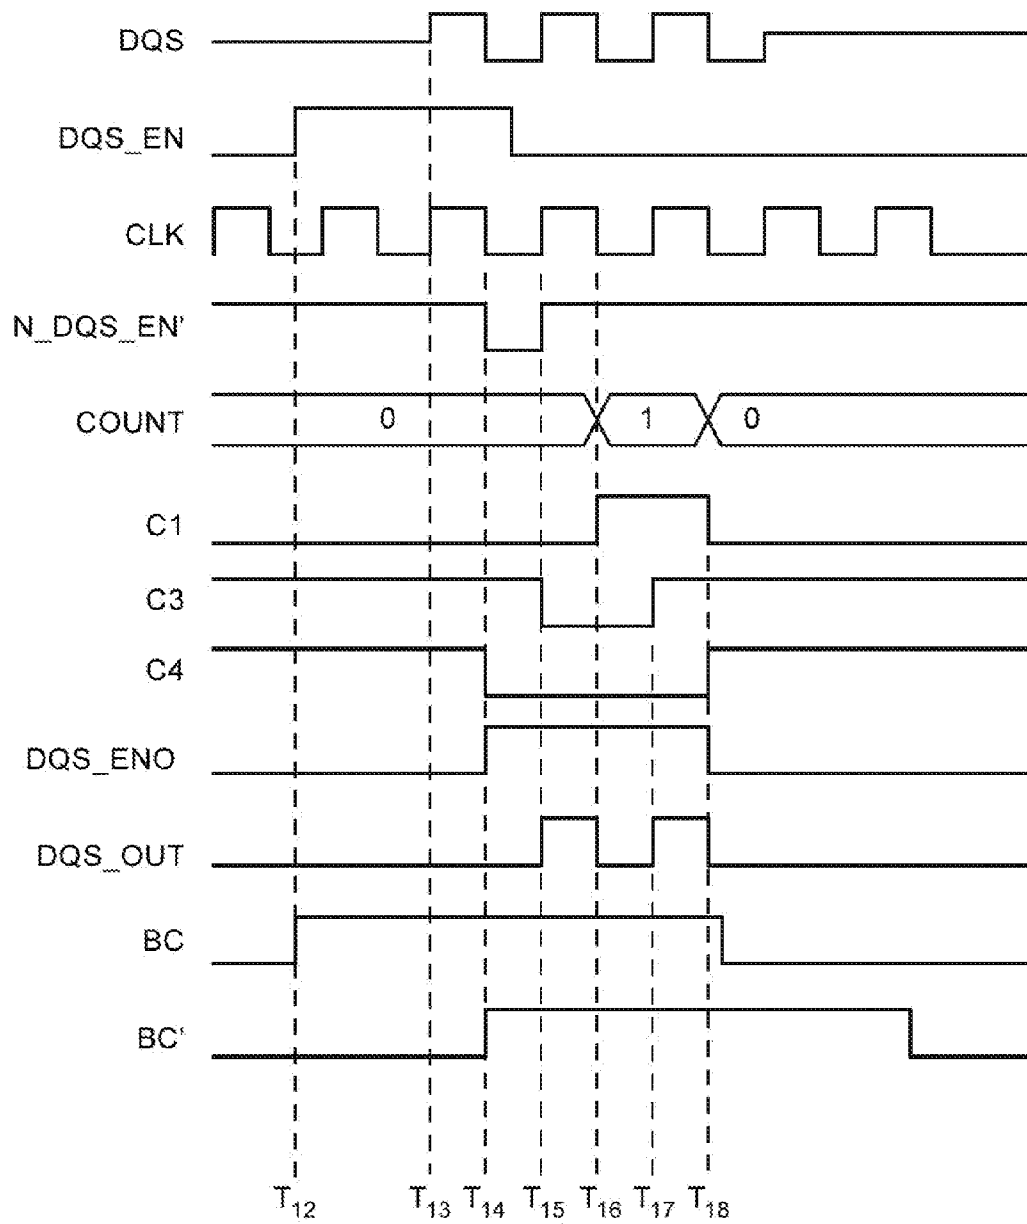 DQS
DQS_EN
CLK
N_DQS_EN'
COUNT 0 1 0
C1
C3
C4
DQS_ENO
DQS_OUT
BC
BC'
T12 T13 T14 T15 T16 T17 T18